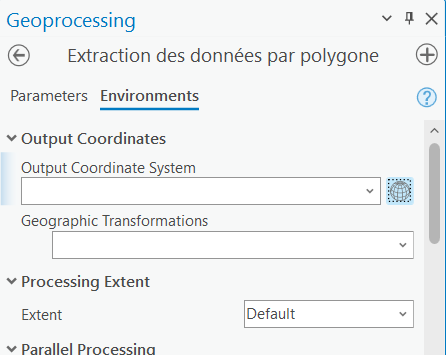 Geoprocessing
Extraction des données par polygone
Parameters Environments
Output Coordinates
Output Coordinate System
Geographic Transformations
Processing Extent
Extent Default
Parallel Processing